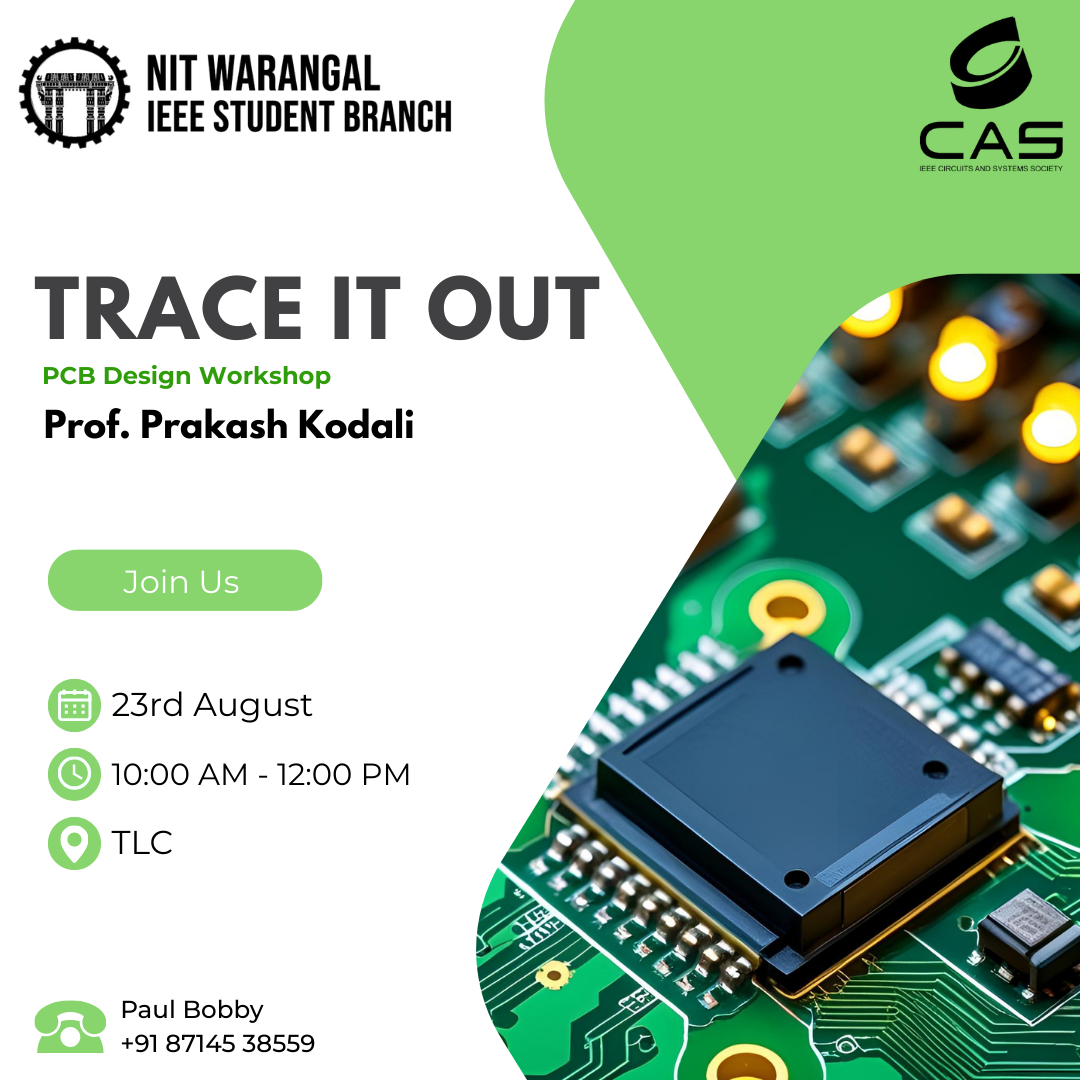 NIT WARANGAL
IEEE STUDENT BRANCH
CAS
IEEE CIRCUITS AND SYSTEMS SOCIETY
TRACE IT OUT
PCB Design Workshop
Prof. Prakash Kodali
Join Us
23rd August
10:00 AM - 12:00 PM
TLC
Paul Bobby
+91 87145 38559